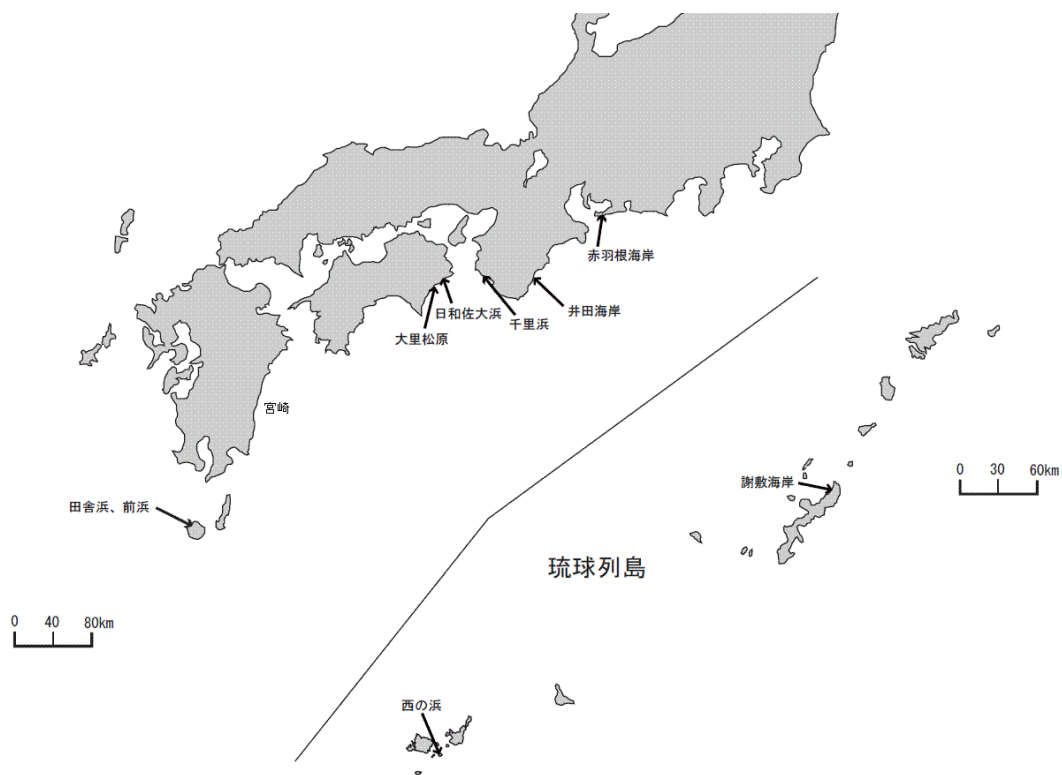 赤羽根海岸
井田海岸
千里浜
日和佐大浜
大里松原
宮崎
田舎浜、前浜
0 40 80km
琉球列島
謝敷海岸
0 30 60km
西の浜